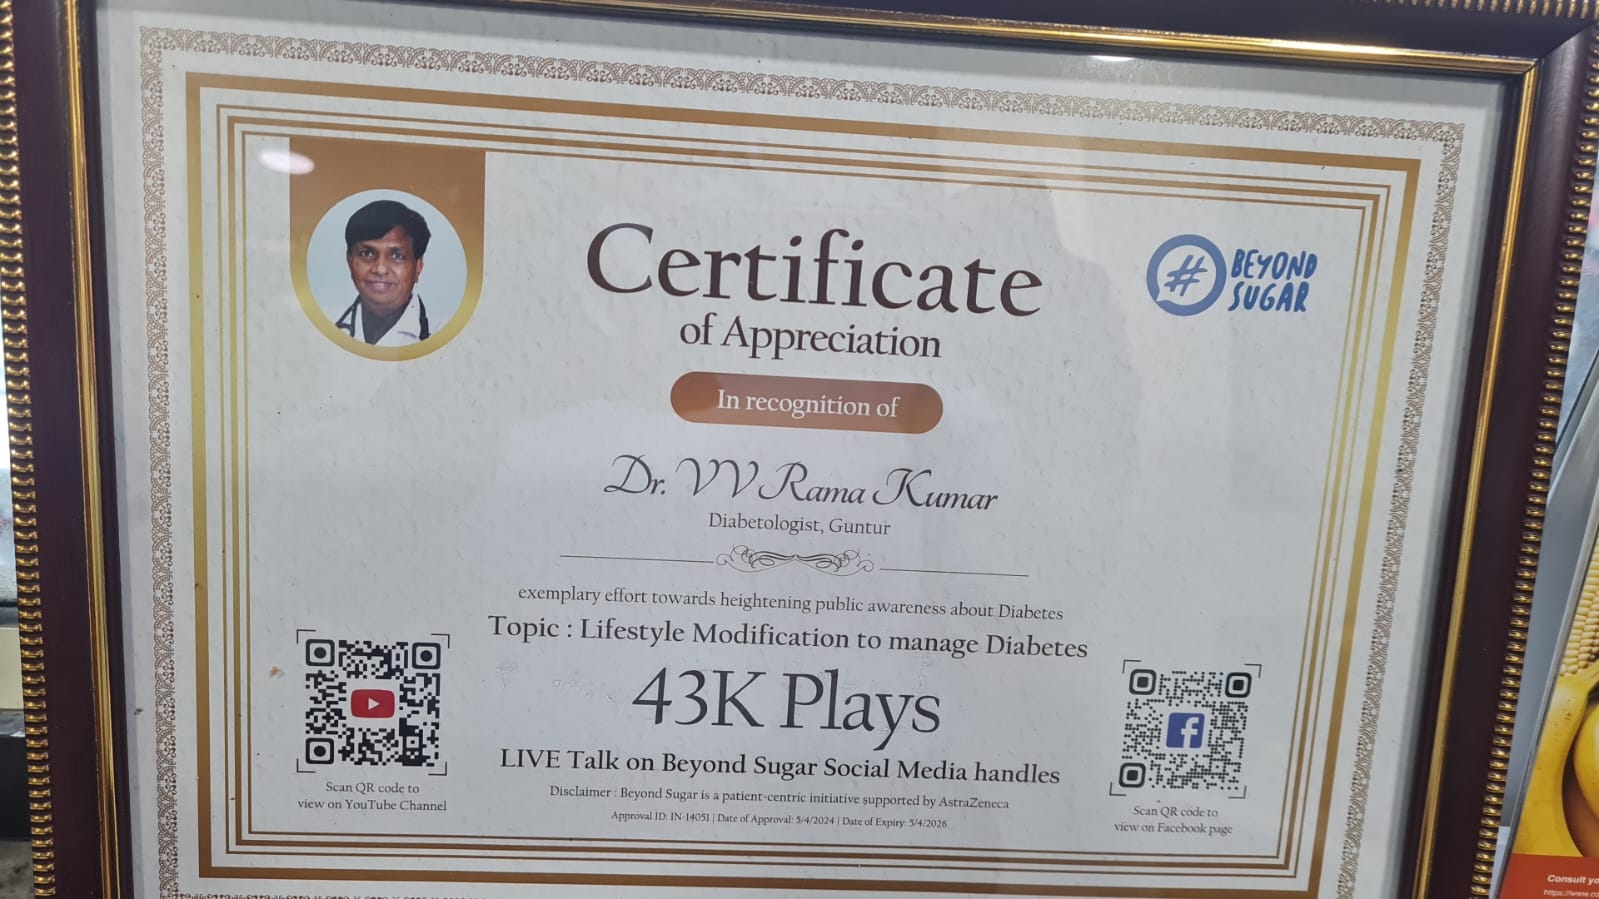 Certificate
of Appreciation
# BEYOND
SUGAR
In recognition of
Dr. VV Rama Kumar
Diabetologist, Guntur
exemplary effort towards heightening public awareness about Diabetes
Topic : Lifestyle Modification to manage Diabetes
43K Plays
LIVE Talk on Beyond Sugar Social Media handles
Disclaimer : Beyond Sugar is a patient-centric initiative supported by AstraZeneca
Approval ID: IN-14051 | Date of Approval: 5/4/2024 | Date of Expiry: 5/4/2026
Scan QR code to
view on YouTube Channel
f
Scan QR code to
view on Facebook page
Consult